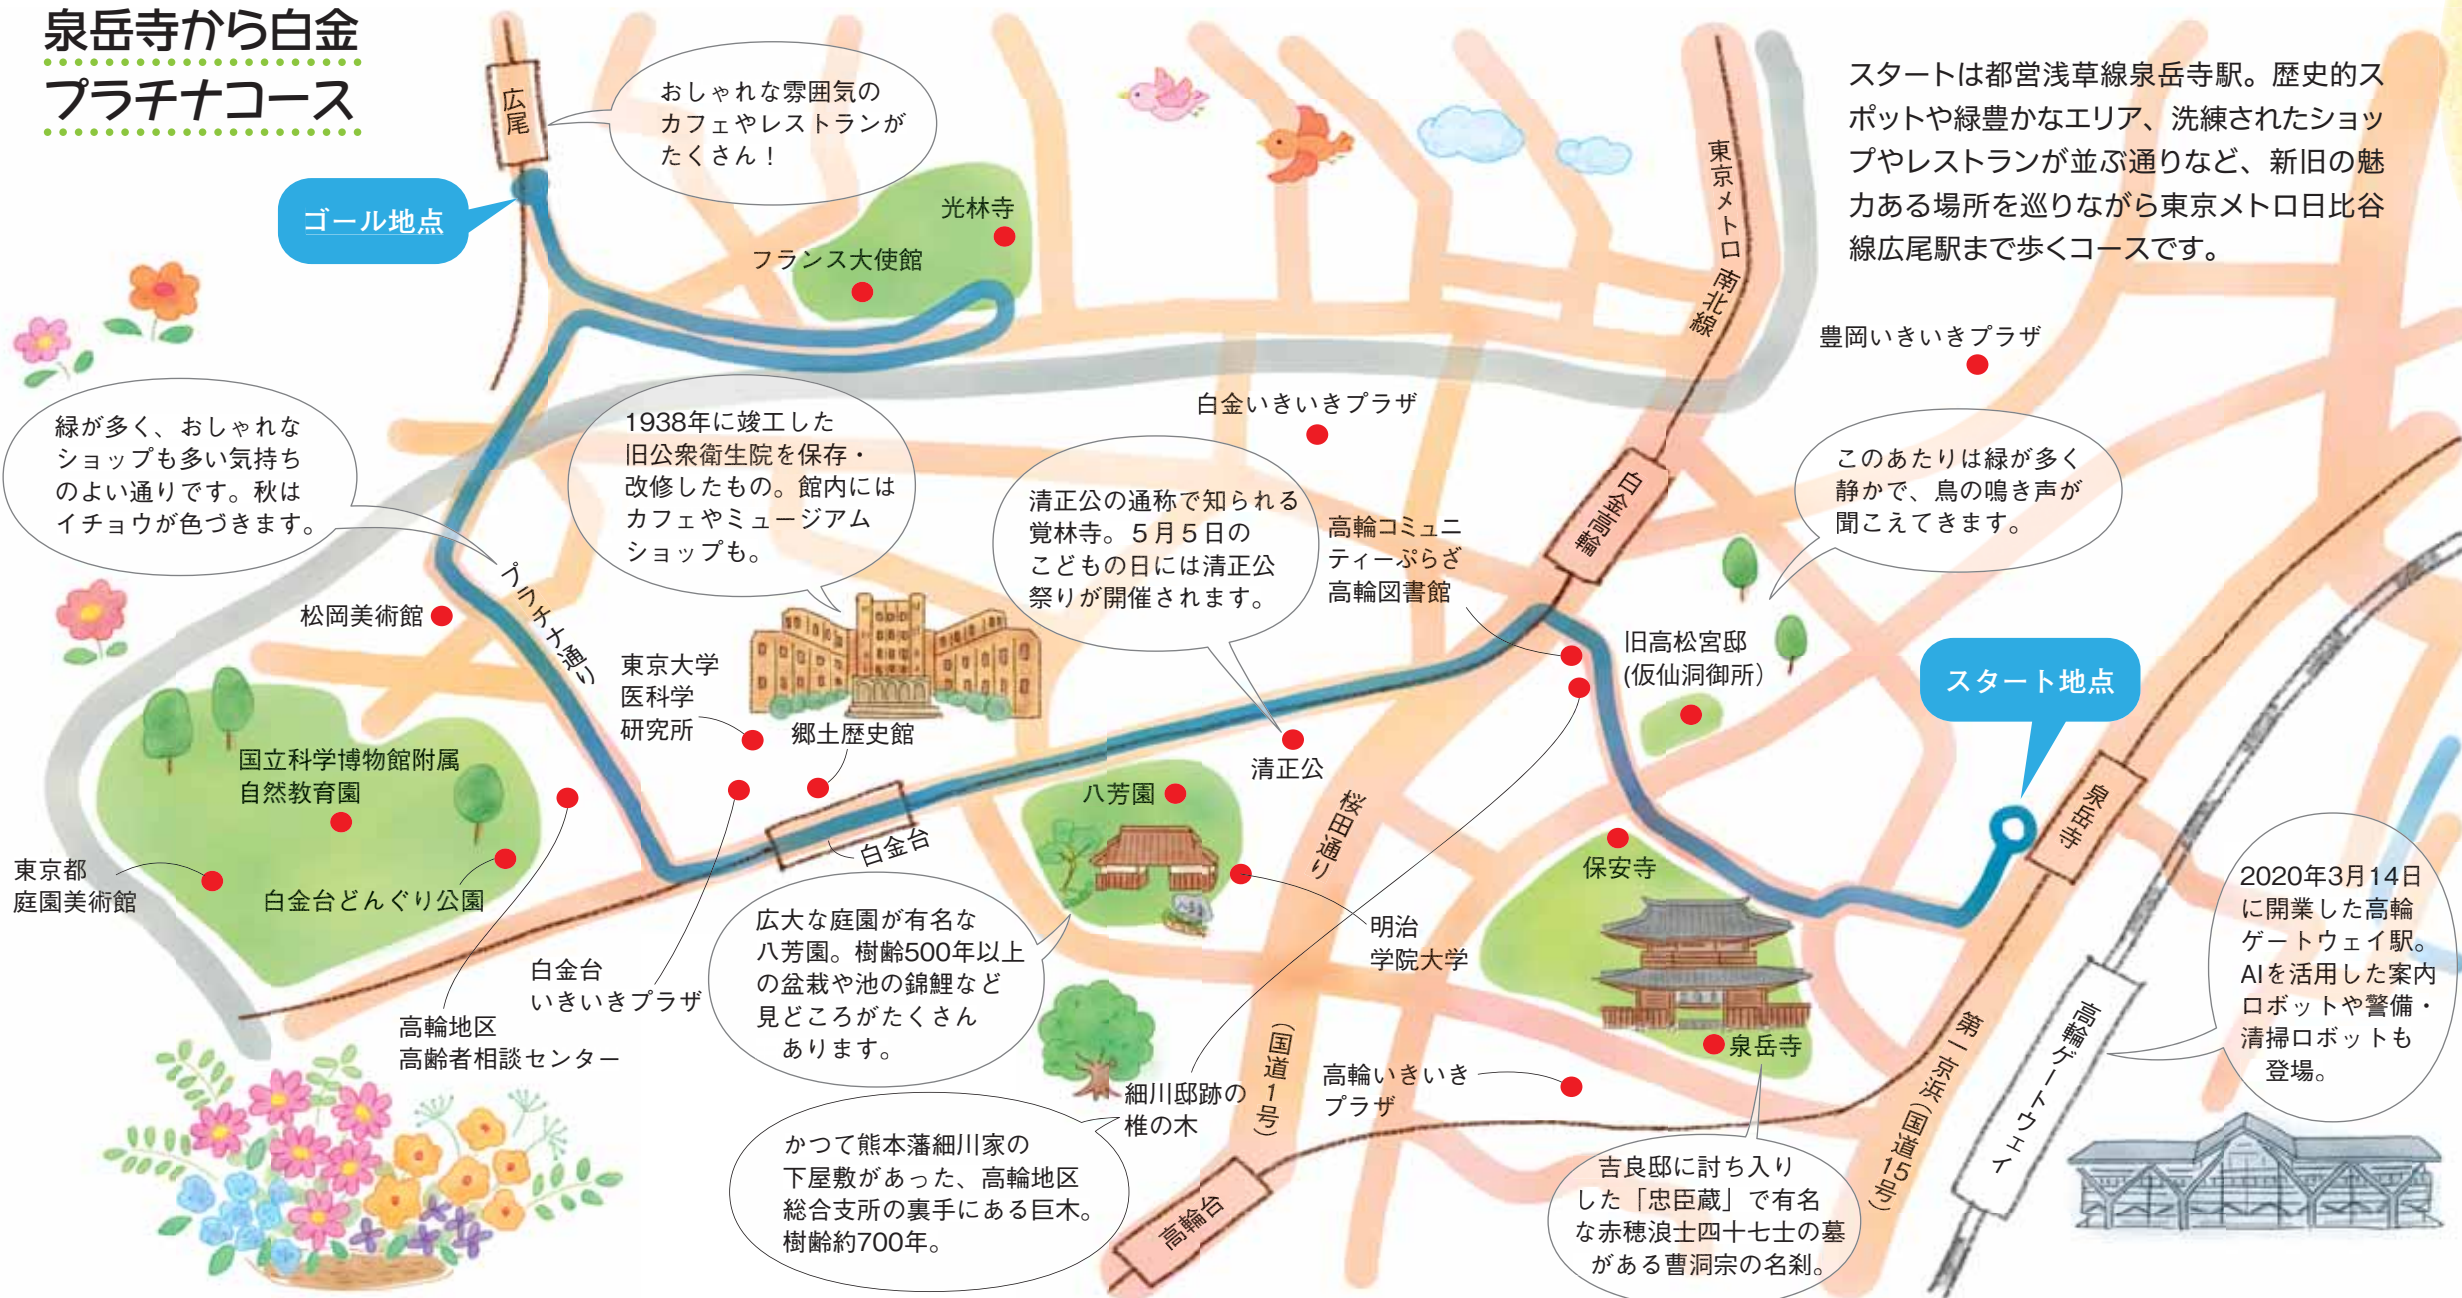 泉岳寺から白金
プラチナコース
スタートは都営浅草線泉岳寺駅。歴史的ス
ポットや緑豊かなエリア、洗練されたショッ
プやレストランが並ぶ通りなど、新旧の魅
力ある場所を巡りながら東京メトロ日比谷
線広尾駅まで歩くコースです。
広尾
おしゃれな雰囲気の
カフェやレストランが
たくさん！
ゴール地点
光林寺
フランス大使館
東京メトロ南北線
豊岡いきいきプラザ
白金いきいきプラザ
緑が多く、おしゃれな
ショップも多い気持ち
のよい通りです。秋は
イチョウが色づきます。
1938年に竣工した
旧公衆衛生院を保存・
改修したもの。館内には
カフェやミュージアム
ショップも。
清正公の通称で知られる
覚林寺。５月５日の
こどもの日には清正公
祭りが開催されます。
高輪コミュニ
ティーぷらざ
高輪図書館
白金高輪
このあたりは緑が多く
静かで、鳥の鳴き声が
聞こえてきます。
プラチナ通り
松岡美術館
東京大学
医科学
研究所
郷土歴史館
旧高松宮邸
(仮仙洞御所）
スタート地点
国立科学博物館附属
自然教育園
清正公
八芳園
桜田通り
泉岳寺
白金台
東京都
庭園美術館
白金台どんぐり公園
保安寺
2020年3月14日
に開業した高輪
ゲートウェイ駅。
AIを活用した案内
ロボットや警備・
清掃ロボットも
登場。
広大な庭園が有名な
八芳園。樹齢500年以上
の盆栽や池の錦鯉など
見どころがたくさん
あります。
明治
学院大学
白金台
いきいきプラザ
高輪地区
高齢者相談センター
(国道１号)
泉岳寺
第一京浜(国道15号)
高輪ゲートウェイ
高輪いきいき
プラザ
細川邸跡の
椎の木
かつて熊本藩細川家の
下屋敷があった、高輪地区
総合支所の裏手にある巨木。
樹齢約700年。
高輪台
吉良邸に討ち入り
した「忠臣蔵」で有名
な赤穂浪士四十七士の墓
がある曹洞宗の名刹。